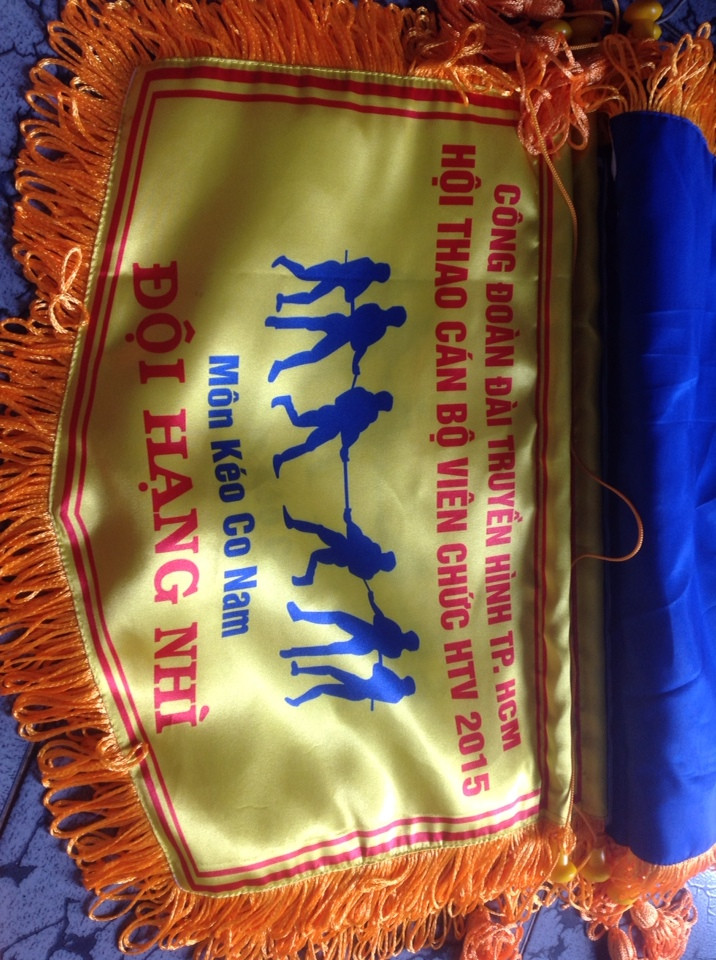 CÔNG ĐOÀN ĐÀI TRUYỀN HÌNH TP. HCM
HỘI THAO CÁN BỘ VIÊN CHỨC HTV 2015
Môn Kéo Co Nam
ĐỘI HẠNG NHÌ